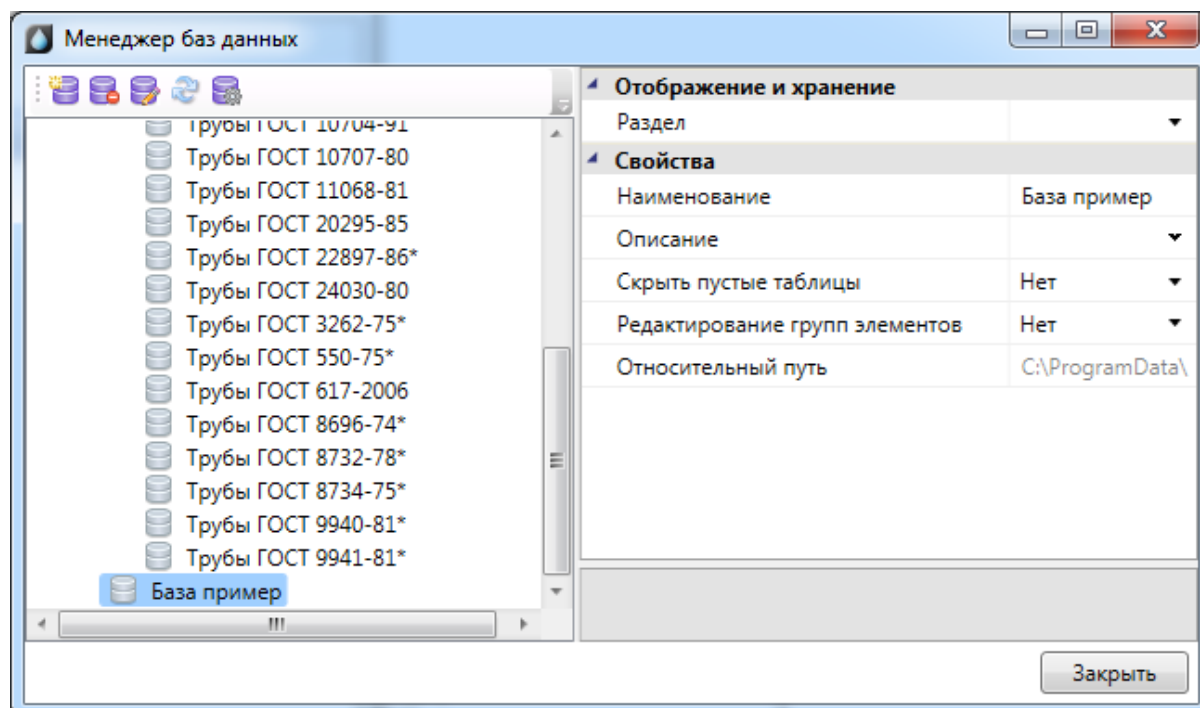 Менеджер баз данных
Трубы ГОСТ 10704-91
Трубы ГОСТ 10707-80
Трубы ГОСТ 11068-81
Трубы ГОСТ 20295-85
Трубы ГОСТ 22897-86*
Трубы ГОСТ 24030-80
Трубы ГОСТ 3262-75*
Трубы ГОСТ 550-75*
Трубы ГОСТ 617-2006
Трубы ГОСТ 8696-74*
Трубы ГОСТ 8732-78*
Трубы ГОСТ 8734-75*
Трубы ГОСТ 9940-81*
Трубы ГОСТ 9941-81*
База пример
Отображение и хранение
Раздел
Свойства
Наименование База пример
Описание
Скрыть пустые таблицы Нет
Редактирование групп элементов Нет
Относительный путь C:\ProgramData\
Закрыть